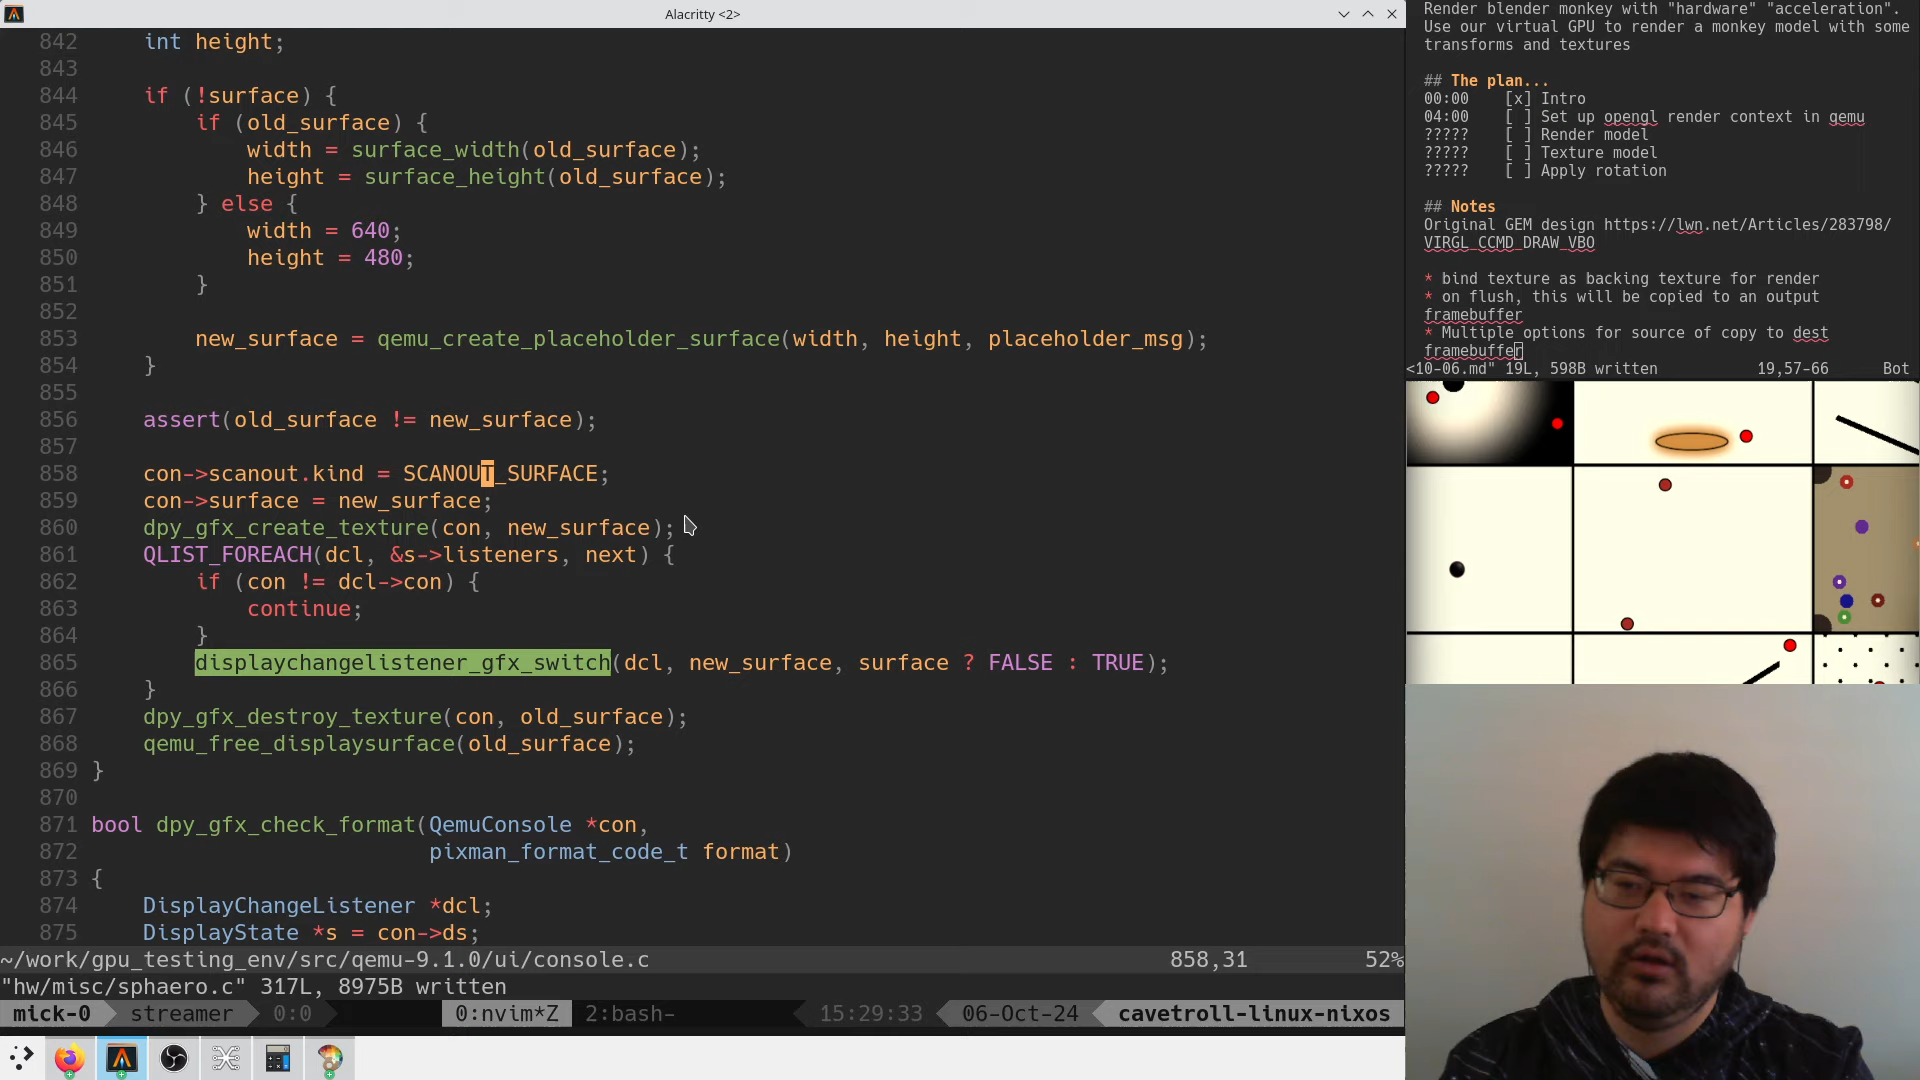 Alacritty <2>
842 int height;
843
844 if (!surface) {
845 if (old_surface) {
846 width = surface_width(old_surface);
847 height = surface_height(old_surface);
848 } else {
849 width = 640;
850 height = 480;
851 }
852
853 new_surface = qemu_create_placeholder_surface(width, height, placeholder_msg);
854 }
855
856 assert(old_surface != new_surface);
857
858 con->scanout.kind = SCANOUT_SURFACE;
859 con->surface = new_surface;
860 dpy_gfx_create_texture(con, new_surface);
861 QLIST_FOREACH(dcl, &s->listeners, next) {
862 if (con != dcl->con) {
863 continue;
864 }
865 displaychangelistener_gfx_switch(dcl, new_surface, surface ? FALSE : TRUE);
866 }
867 dpy_gfx_destroy_texture(con, old_surface);
868 qemu_free_displaysurface(old_surface);
869 }
870
871 bool dpy_gfx_check_format(QemuConsole *con,
872 pixman_format_code_t format)
873 {
874 DisplayChangeListener *dcl;
875 DisplayState *s = con->ds;
~/work/gpu_testing_env/src/qemu-9.1.0/ui/console.c 858,31 52%
"hw/misc/sphaero.c" 317L, 8975B written
mick-0 streamer 0:0 0:nvim*Z 2:bash- 15:29:33 06-Oct-24 cavetroll-linux-nixos
Render blender monkey with "hardware" "acceleration".
Use our virtual GPU to render a monkey model with some
transforms and textures
## The plan...
00:00 [x] Intro
04:00 [ ] Set up opengl render context in qemu
????? [ ] Render model
????? [ ] Texture model
????? [ ] Apply rotation
## Notes
Original GEM design https://lwn.net/Articles/283798/
VIRGL_CCMD_DRAW_VBO
* bind texture as backing texture for render
* on flush, this will be copied to an output
framebuffer
* Multiple options for source of copy to dest
framebuffer
<10-06.md" 19L, 598B written 19,57-66 Bot